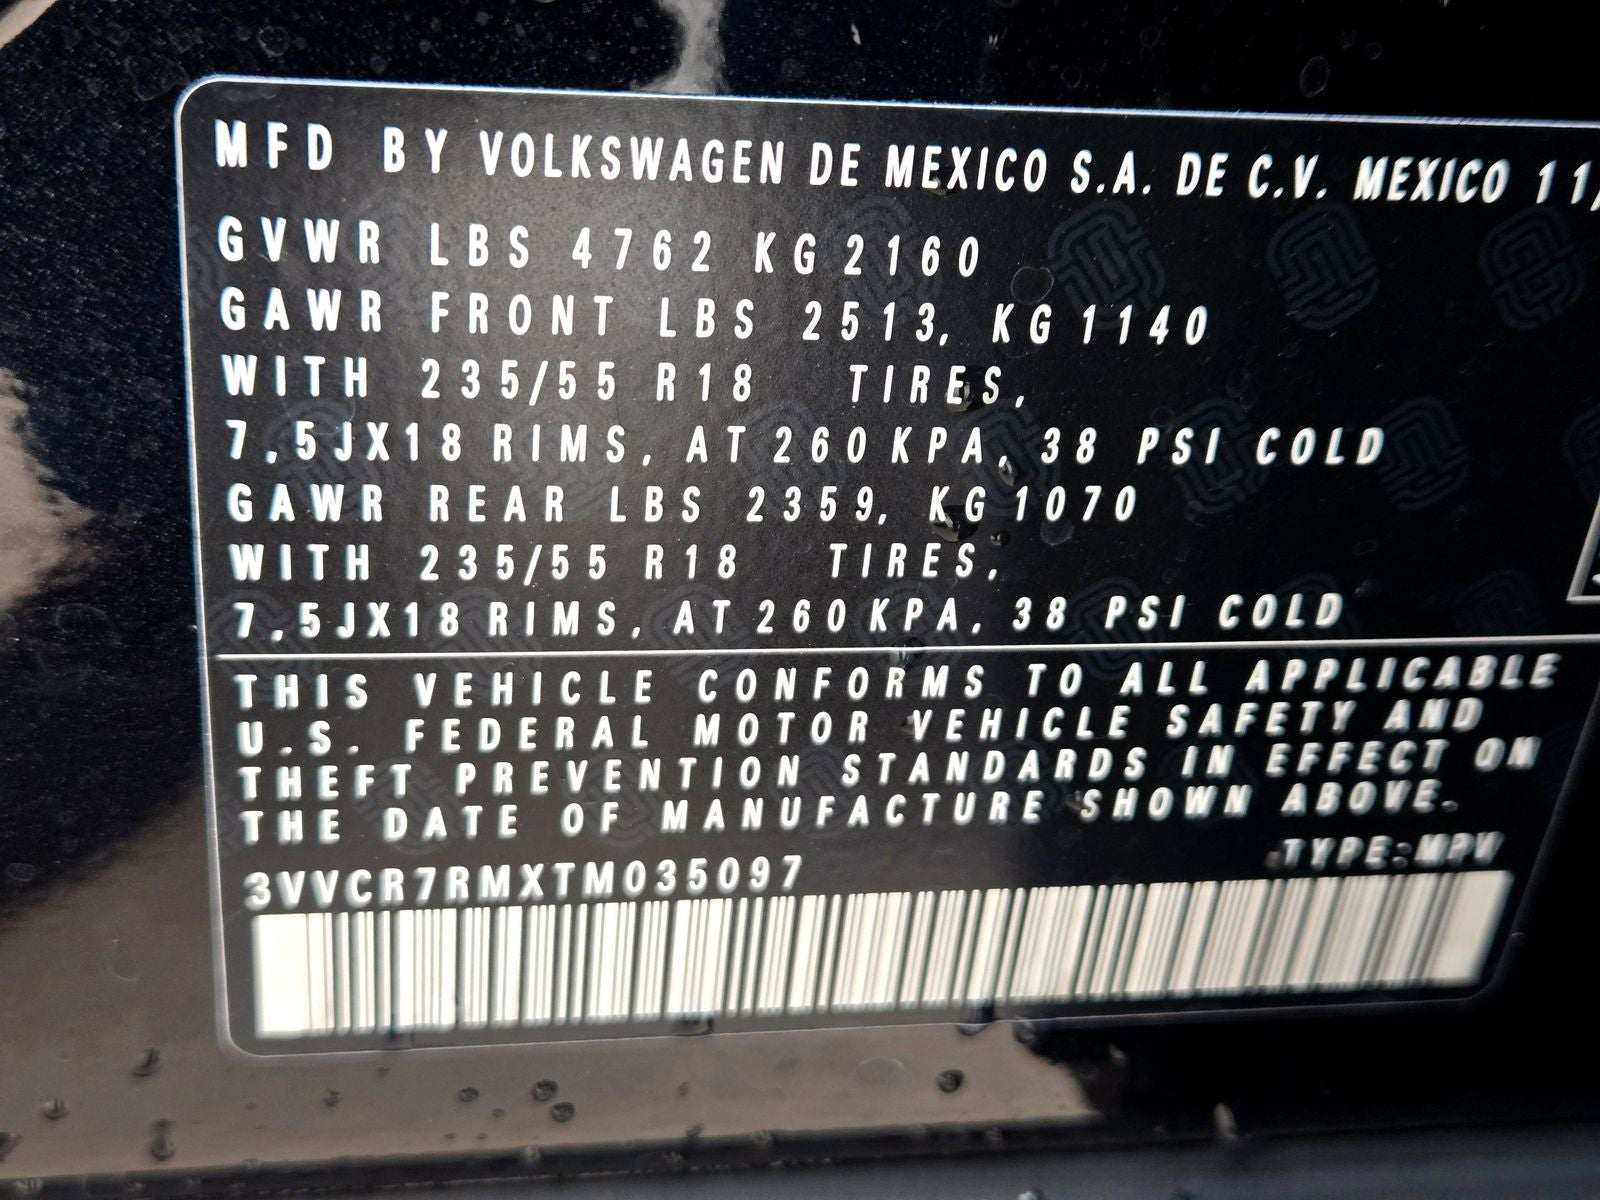 MFD BY VOLKSWAGEN DE MEXICO S.A. DE C.V. MEXICO 11/
GVWR LBS 4762 KG 2160
GAWR FRONT LBS 2513, KG 1140
WITH 235/55 R18 TIRES,
7.5JX18 RIMS, AT 260 KPA, 38 PSI COLD
GAWR REAR LBS 2359, KG 1070
WITH 235/55 R18 TIRES,
7.5JX18 RIMS, AT 260 KPA, 38 PSI COLD
THIS VEHICLE CONFORMS TO ALL APPLICABLE
U.S. FEDERAL MOTOR VEHICLE SAFETY AND
THEFT PREVENTION STANDARDS IN EFFECT ON
THE DATE OF MANUFACTURE SHOWN ABOVE.
3VVCR7RMXTM035097
TYPE:MPV